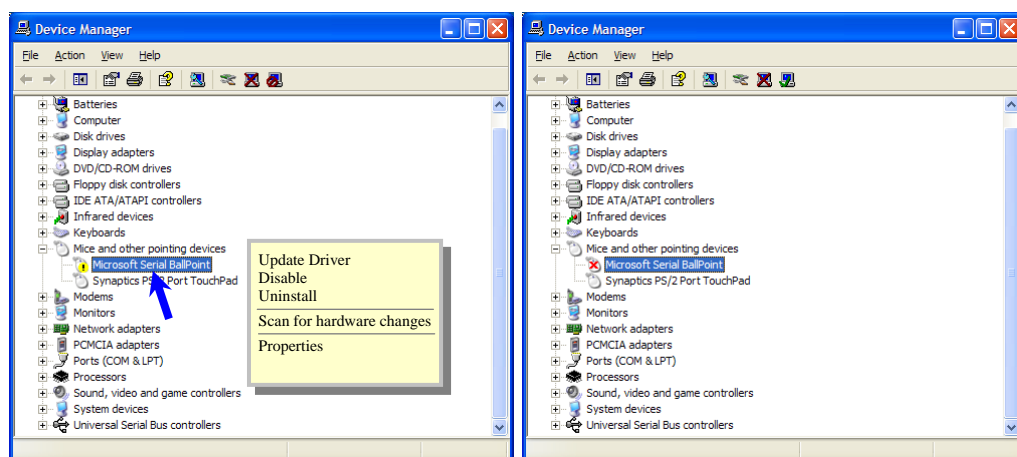 Device Manager
File Action View Help
Batteries
Computer
Disk drives
Display adapters
DVD/CD-ROM drives
Floppy disk controllers
IDE ATA/ATAPI controllers
Infrared devices
Keyboards
Mice and other pointing devices
Microsoft Serial BallPoint
Synaptics PS/2 Port TouchPad
Modems
Monitors
Network adapters
PCMCIA adapters
Ports (COM & LPT)
Processors
Sound, video and game controllers
System devices
Universal Serial Bus controllers
Update Driver
Disable
Uninstall
Scan for hardware changes
Properties
Device Manager
File Action View Help
Batteries
Computer
Disk drives
Display adapters
DVD/CD-ROM drives
Floppy disk controllers
IDE ATA/ATAPI controllers
Infrared devices
Keyboards
Mice and other pointing devices
Microsoft Serial BallPoint
Synaptics PS/2 Port TouchPad
Modems
Monitors
Network adapters
PCMCIA adapters
Ports (COM & LPT)
Processors
Sound, video and game controllers
System devices
Universal Serial Bus controllers